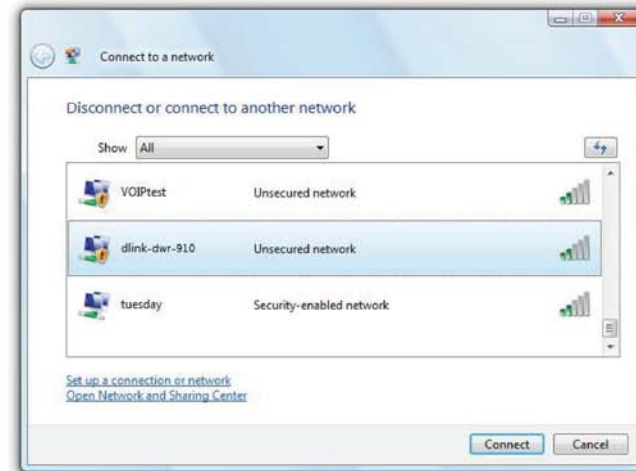 Connect to a network
Disconnect or connect to another network
Show All
VOIPtest Unsecured network
dlink-dwr-910 Unsecured network
tuesday Security-enabled network
Set up a connection or network
Open Network and Sharing Center
Connect Cancel